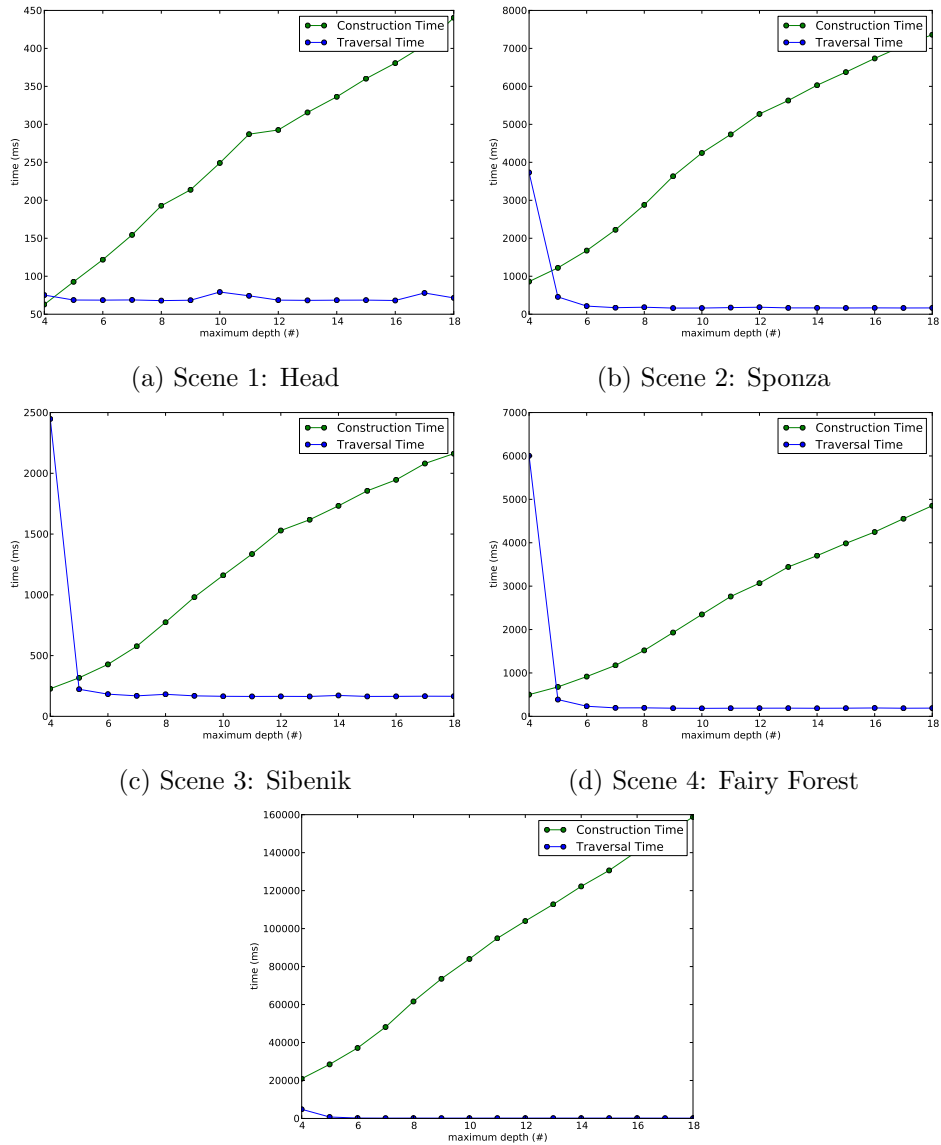 450
400
350
300
250
200
150
100
50
time (ms)
Construction Time
Traversal Time
4 6 8 10 12 14 16 18
maximum depth (#)
(a) Scene 1: Head
8000
7000
6000
5000
4000
3000
2000
1000
0
time (ms)
Construction Time
Traversal Time
4 6 8 10 12 14 16 18
maximum depth (#)
(b) Scene 2: Sponza
2500
2000
1500
1000
500
0
time (ms)
Construction Time
Traversal Time
4 6 8 10 12 14 16 18
maximum depth (#)
(c) Scene 3: Sibenik
7000
6000
5000
4000
3000
2000
1000
0
time (ms)
Construction Time
Traversal Time
4 6 8 10 12 14 16 18
maximum depth (#)
(d) Scene 4: Fairy Forest
160000
140000
120000
100000
80000
60000
40000
20000
0
time (ms)
Construction Time
Traversal Time
4 6 8 10 12 14 16 18
maximum depth (#)